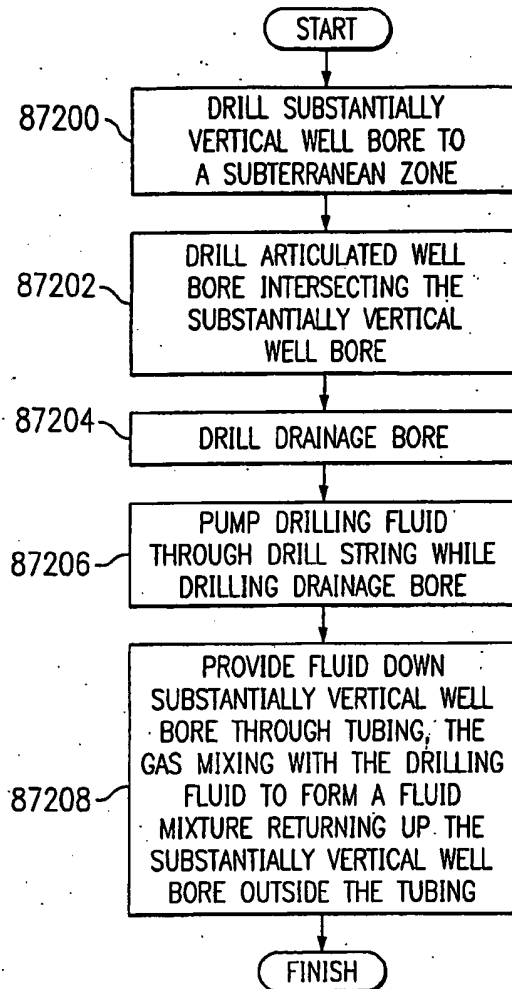 START
87200
DRILL SUBSTANTIALLY
VERTICAL WELL BORE TO
A SUBTERRANEAN ZONE
87202
DRILL ARTICULATED WELL
BORE INTERSECTING THE
SUBSTANTIALLY VERTICAL
WELL BORE
87204
DRILL DRAINAGE BORE
87206
PUMP DRILLING FLUID
THROUGH DRILL STRING WHILE
DRILLING DRAINAGE BORE
87208
PROVIDE FLUID DOWN
SUBSTANTIALLY VERTICAL WELL
BORE THROUGH TUBING, THE
GAS MIXING WITH THE DRILLING
FLUID TO FORM A FLUID
MIXTURE RETURNING UP THE
SUBSTANTIALLY VERTICAL WELL
BORE OUTSIDE THE TUBING
FINISH